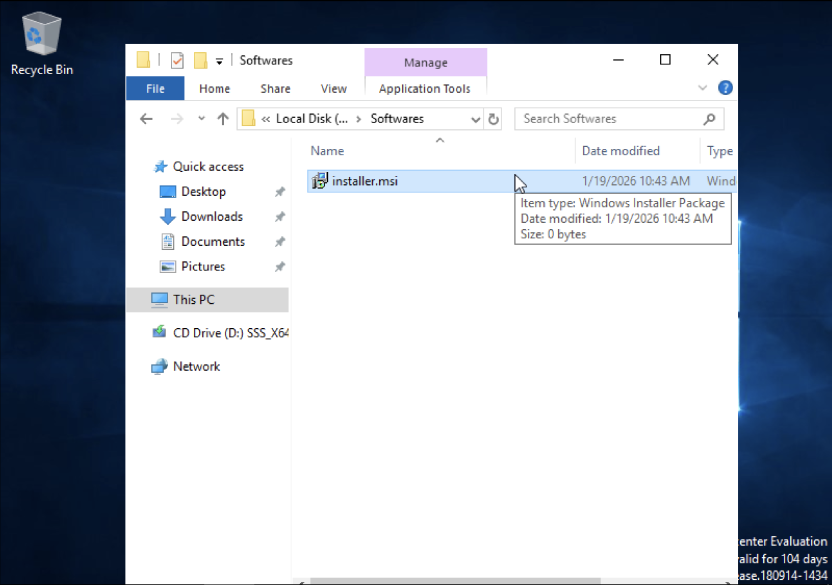 Recycle Bin
Softwares
Manage
File Home Share View Application Tools
« Local Disk (... > Softwares
Search Softwares
Name Date modified Type
Quick access
Desktop
Downloads
Documents
Pictures
This PC
CD Drive (D:) SSS_X64
Network
installer.msi 1/19/2026 10:43 AM Wind
Item type: Windows Installer Package
Date modified: 1/19/2026 10:43 AM
Size: 0 bytes
enter Evaluation
valid for 104 days
ase.180914-1434